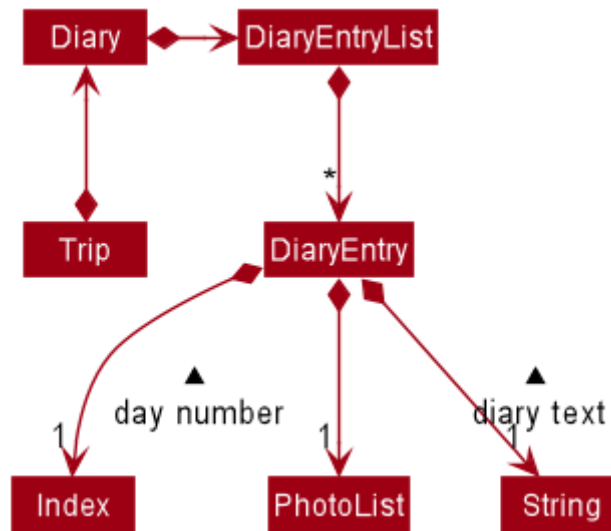 Diary
DiaryEntryList
*
Trip
DiaryEntry
day number
diary text
1
1
1
Index
PhotoList
String